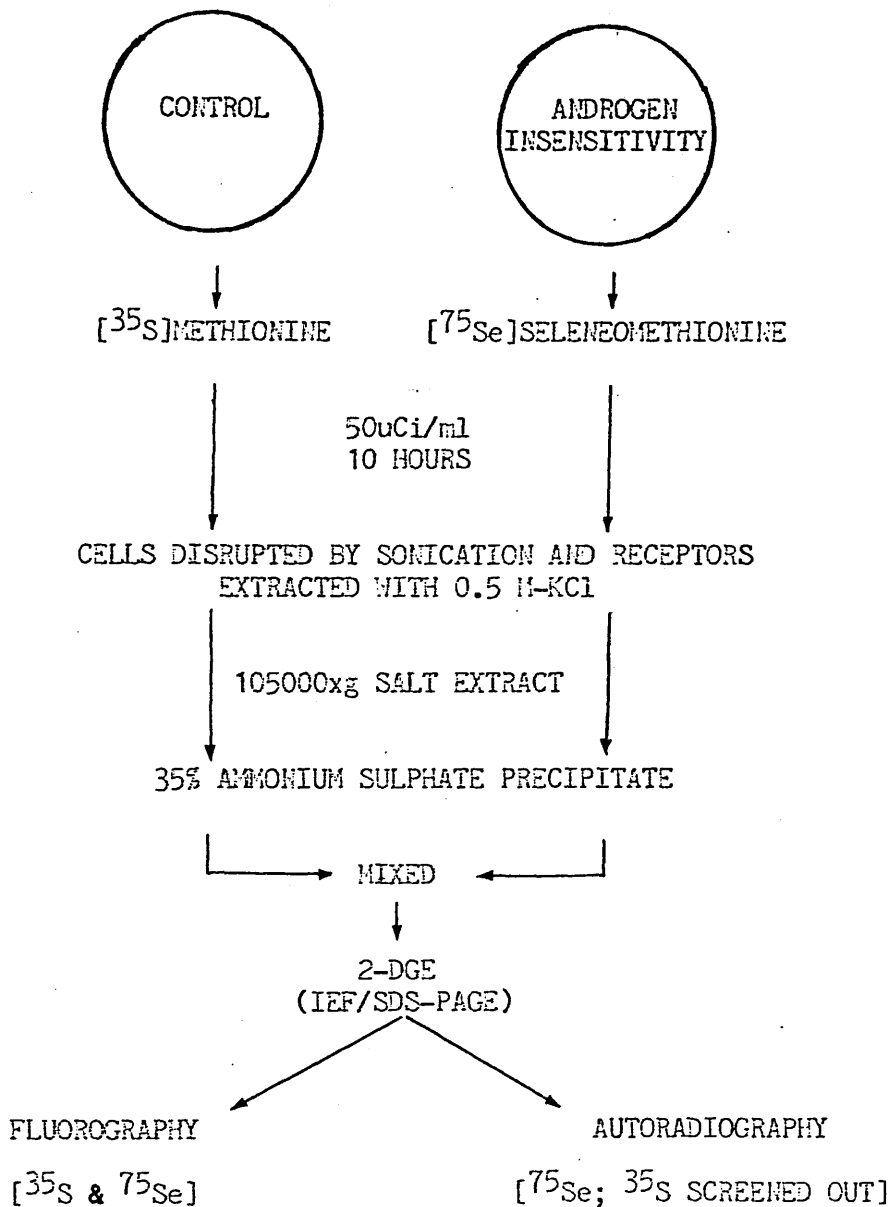 CONTROL
ANDROGEN
INSENSITIVITY
[35S]METHIONINE
[75Se]SELENEOMETHIONINE
50uCi/ml
10 HOURS
CELLS DISRUPTED BY SONICATION AND RECEPTORS
EXTRACTED WITH 0.5 M-KCl
105000xg SALT EXTRACT
35% AMMONIUM SULPHATE PRECIPITATE
MIXED
2-DGE
(IEF/SDS-PAGE)
FLUOROGRAPHY
AUTORADIOGRAPHY
[35S & 75Se]
[75Se; 35S SCREENED OUT]